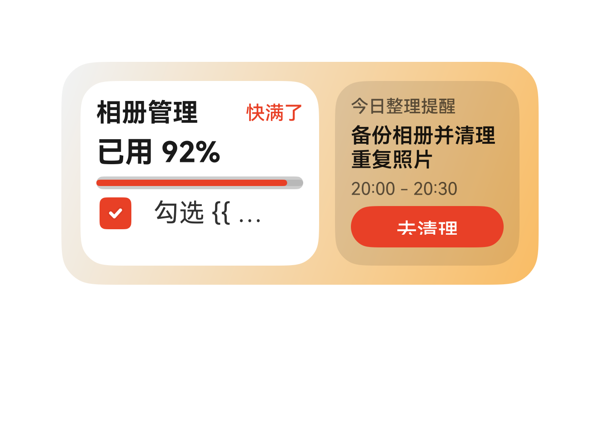 相册管理
快满了
已用 92%
勾选 {{ ...
今日整理提醒
备份相册并清理
重复照片
20:00 - 20:30
去清理